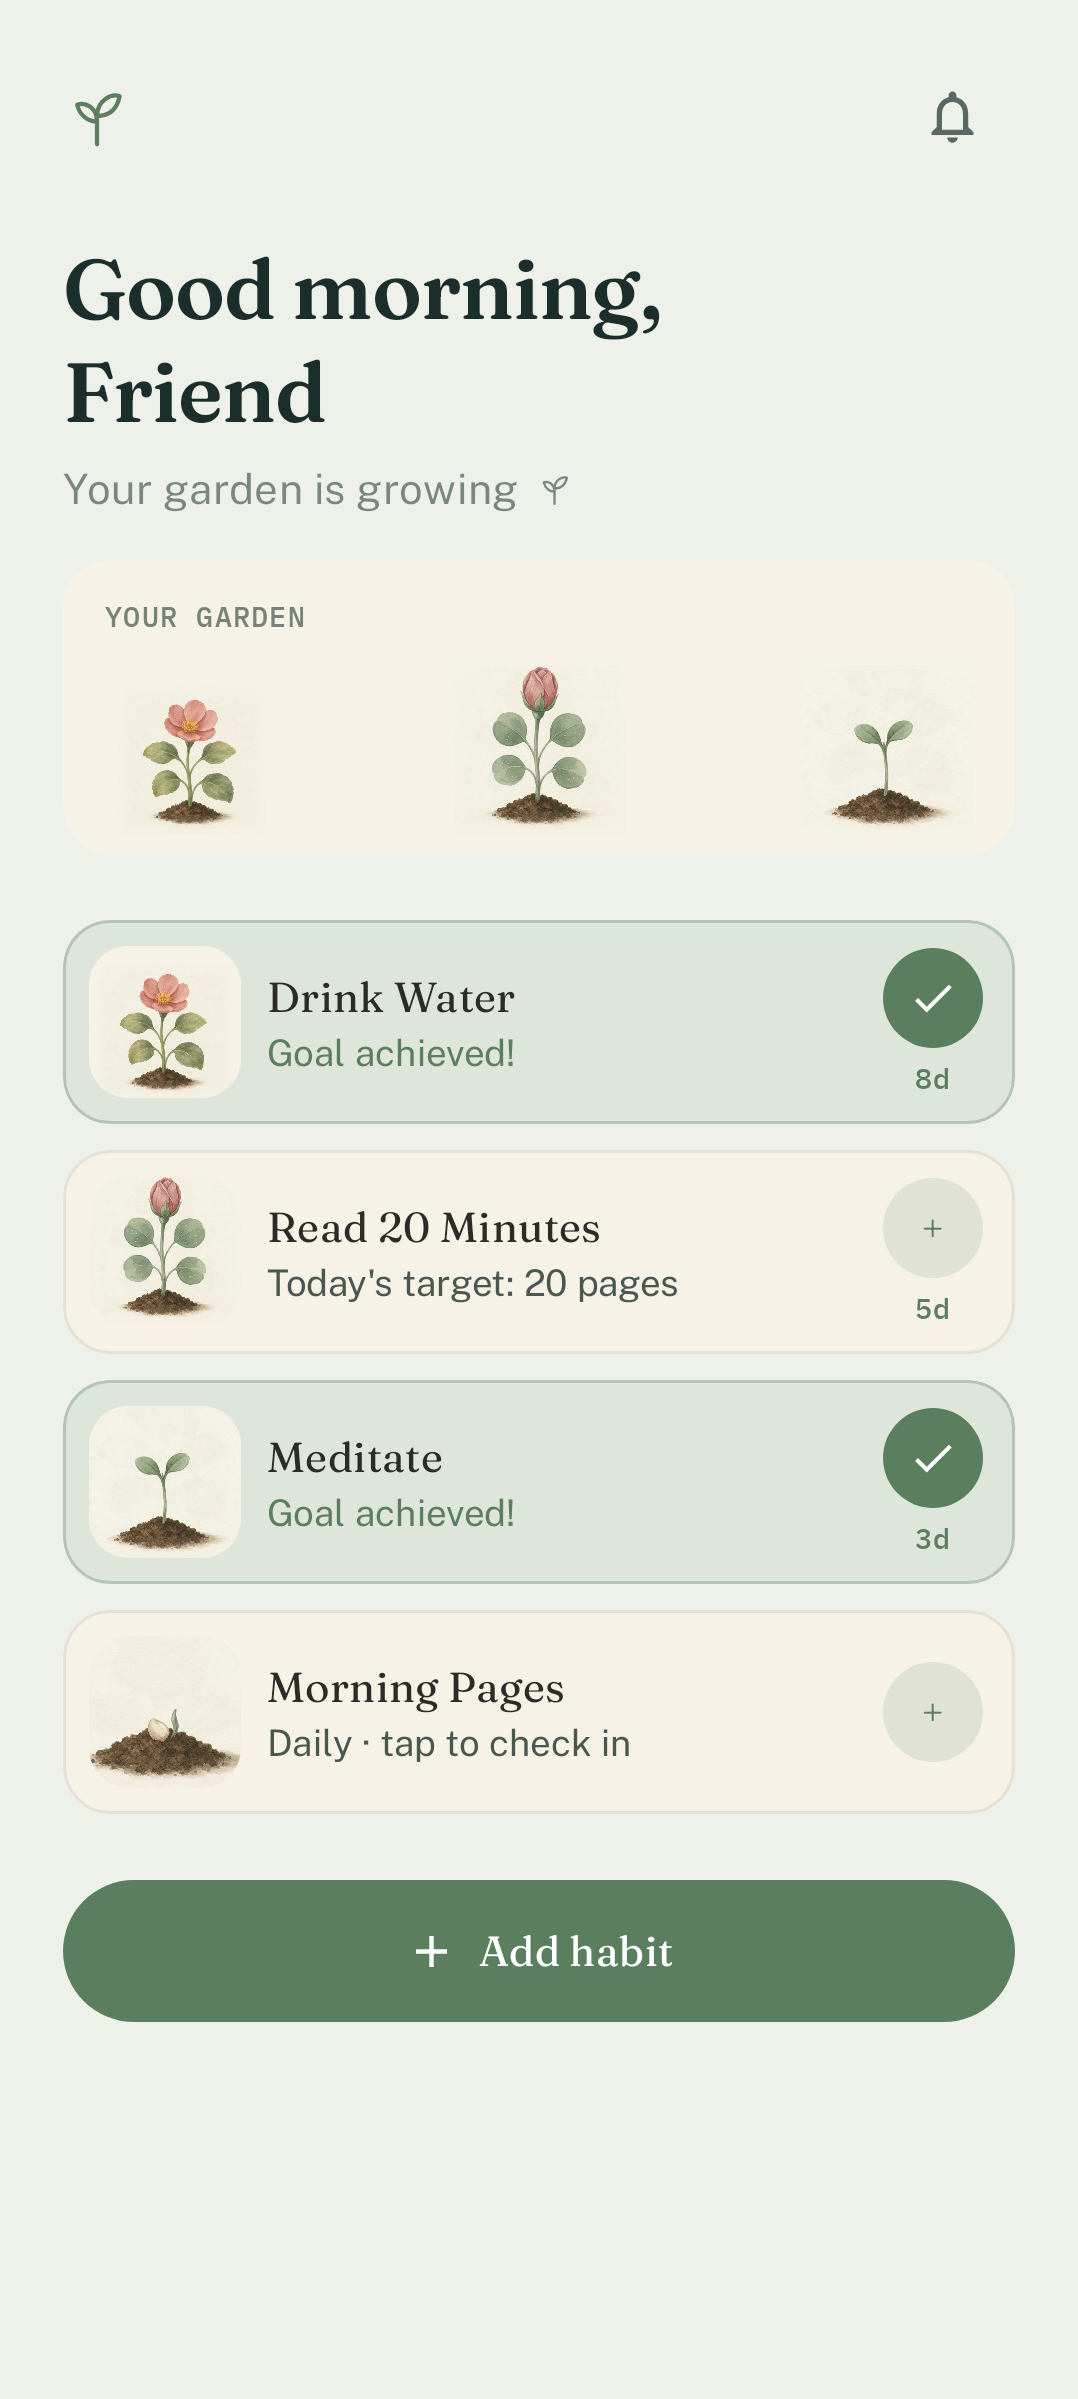 Good morning,
Friend
Your garden is growing
YOUR GARDEN
Drink Water
Goal achieved!
8d
Read 20 Minutes
Today's target: 20 pages
+
5d
Meditate
Goal achieved!
3d
Morning Pages
Daily · tap to check in
+
+ Add habit